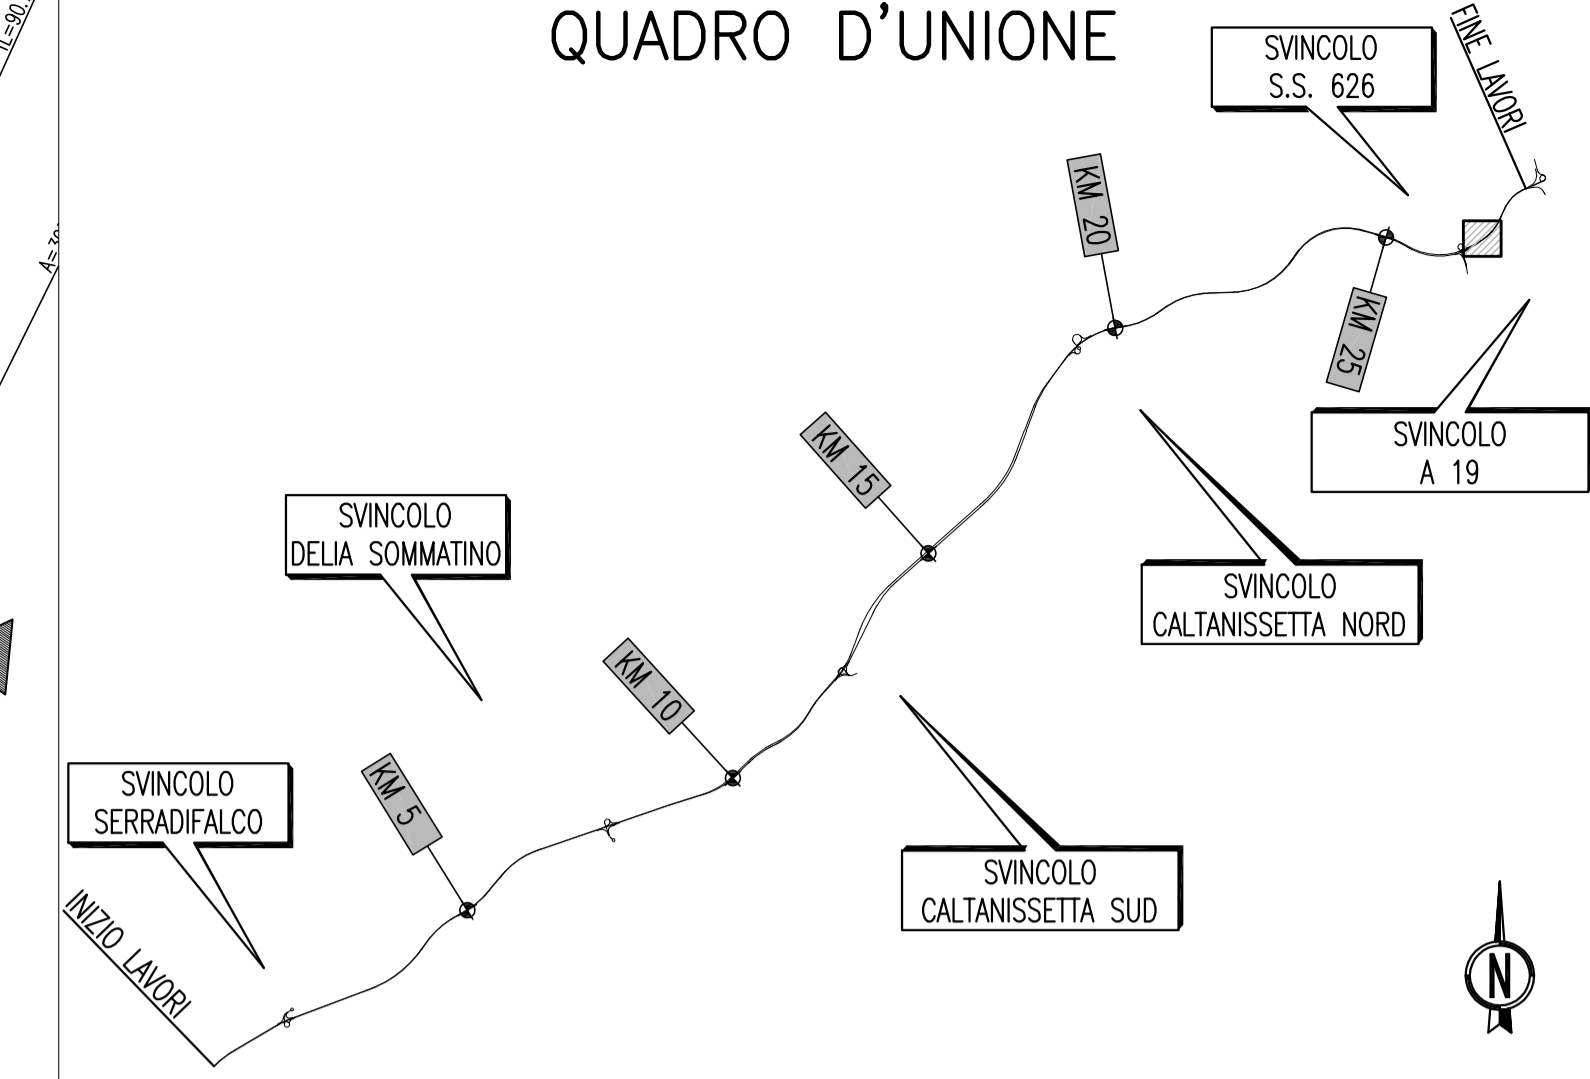 QUADRO D'UNIONE
SVINCOLO
S.S. 626
FINE LAVORI
KM 20
KM 25
SVINCOLO
A 19
KM 15
SVINCOLO
DELIA SOMMATINO
SVINCOLO
CALTANISSETTA NORD
KM 10
KM 5
SVINCOLO
SERRADIFALCO
SVINCOLO
CALTANISSETTA SUD
INIZIO LAVORI
N